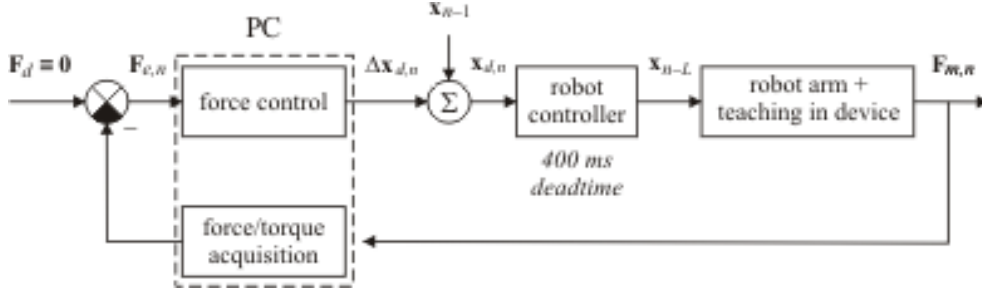 PC
x_{n-1}
F_d = 0
F_{e,n}
force control
Δx_{d,n}
Σ
x_{d,n}
robot
controller
400 ms
deadtime
x_{n-L}
robot arm +
teaching in device
F_{m,n}
−
force/torque
acquisition